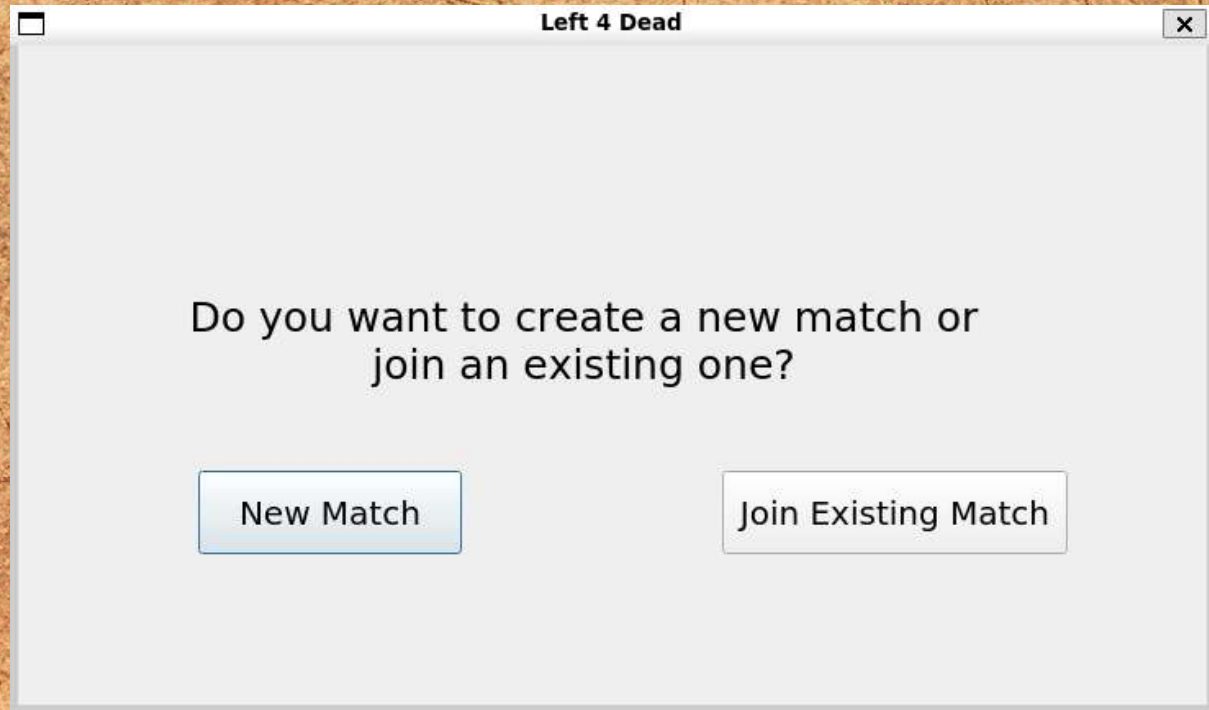 Left 4 Dead
Do you want to create a new match or
join an existing one?
New Match
Join Existing Match